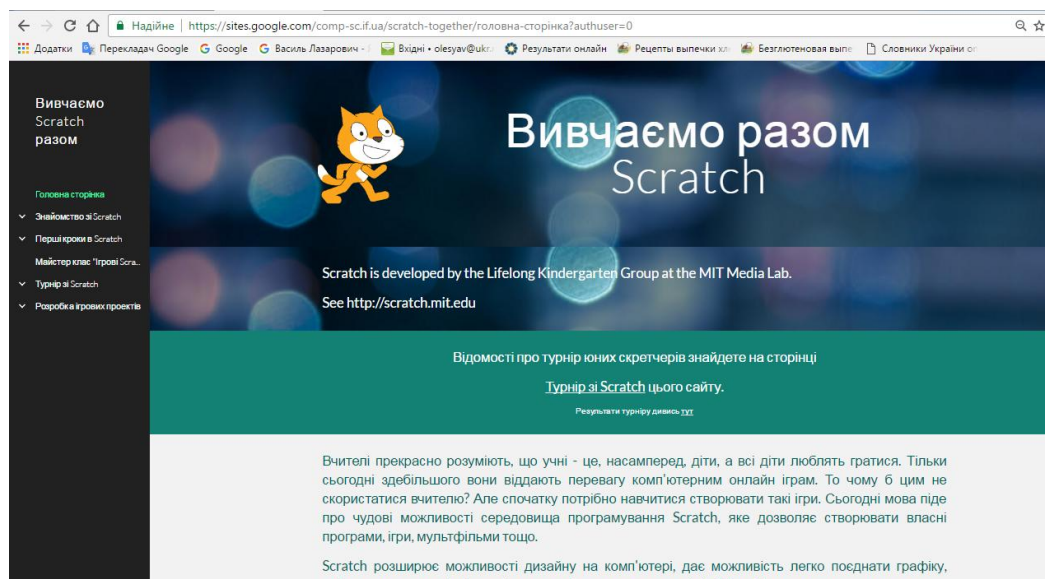 Надійне | https://sites.google.com/comp-sc.if.ua/scratch-together/головна-сторінка?authuser=0
Додатки Перекладач Google Google Василь Лазарович - Вхідні • olesyav@ukr Результати онлайн Рецепты выпечки хл Безглютеновая выпе Словники України он
Вивчаємо
Scratch
разом
Головна сторінка
Знайомство зі Scratch
Перші кроки в Scratch
Майстер клас "Ігрові Scra...
Турнір зі Scratch
Розробка ігрових проектів
Вивчаємо разом
Scratch
Scratch is developed by the Lifelong Kindergarten Group at the MIT Media Lab.
See http://scratch.mit.edu
Відомості про турнір юних скретчерів знайдете на сторінці
Турнір зі Scratch цього сайту.
Результати турніру дивись тут
Вчителі прекрасно розуміють, що учні - це, насамперед, діти, а всі діти люблять гратися. Тільки
сьогодні здебільшого вони віддають перевагу комп'ютерним онлайн іграм. То чому б цим не
скористатися вчителю? Але спочатку потрібно навчитися створювати такі ігри. Сьогодні мова піде
про чудові можливості середовища програмування Scratch, яке дозволяє створювати власні
програми, ігри, мультфільми тощо.
Scratch розширює можливості дизайну на комп'ютері, дає можливість легко поєднати графіку,